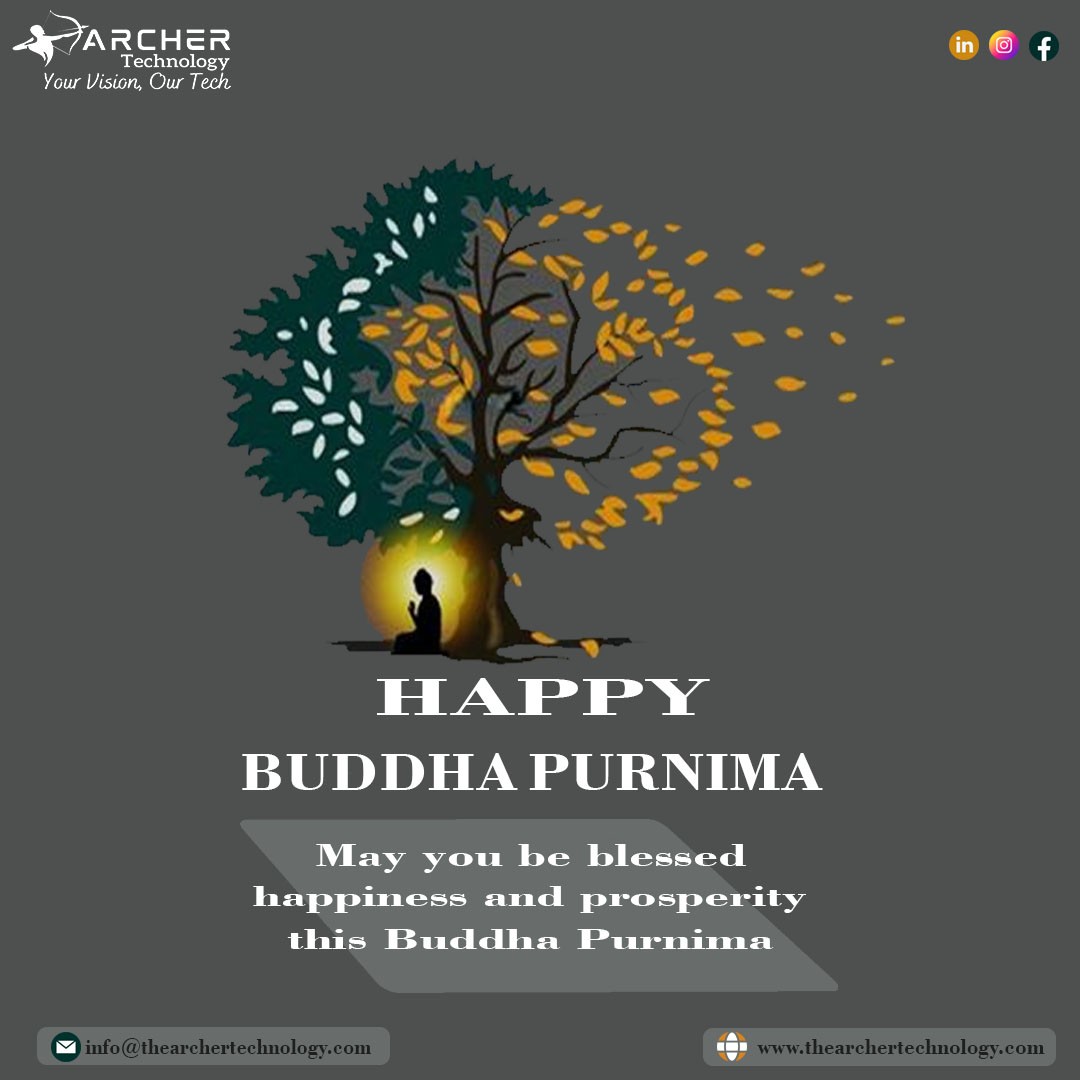 ARCHER
Technology
Your Vision, Our Tech
in
HAPPY
BUDDHA PURNIMA
May you be blessed
happiness and prosperity
this Buddha Purnima
info@thearchertechnology.com
www.thearchertechnology.com